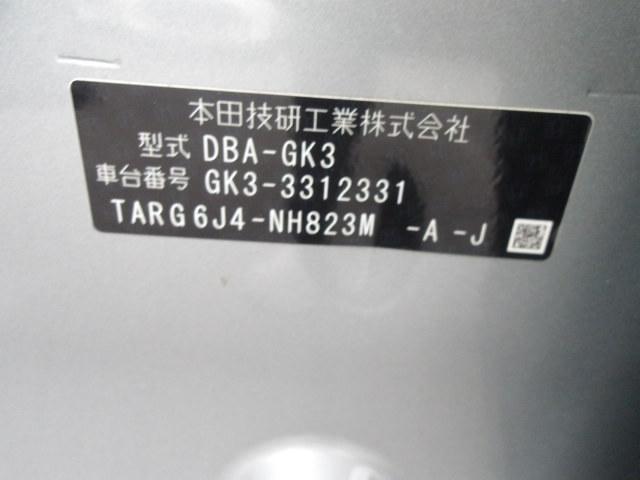 本田技研工業株式会社
型式 DBA-GK3
車台番号 GK3-3312331
TARG6J4-NH823M -A -J